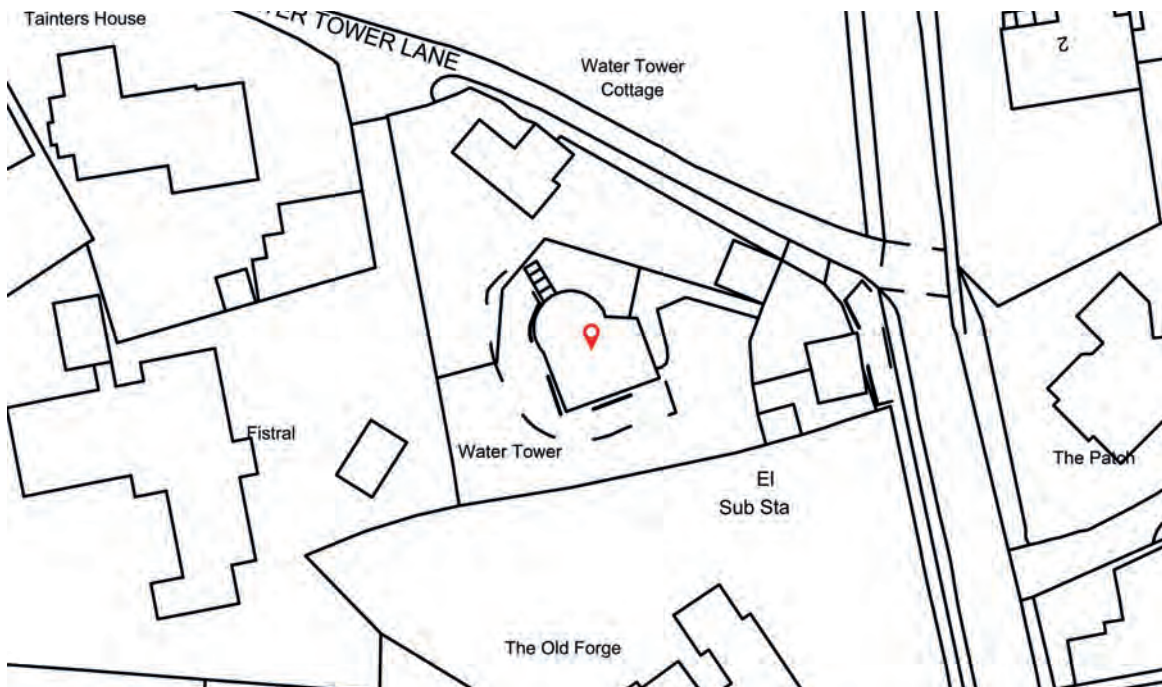 Tainters House
TER TOWER LANE
Water Tower
Cottage
2
Fistral
Water Tower
El
Sub Sta
The Patch
The Old Forge